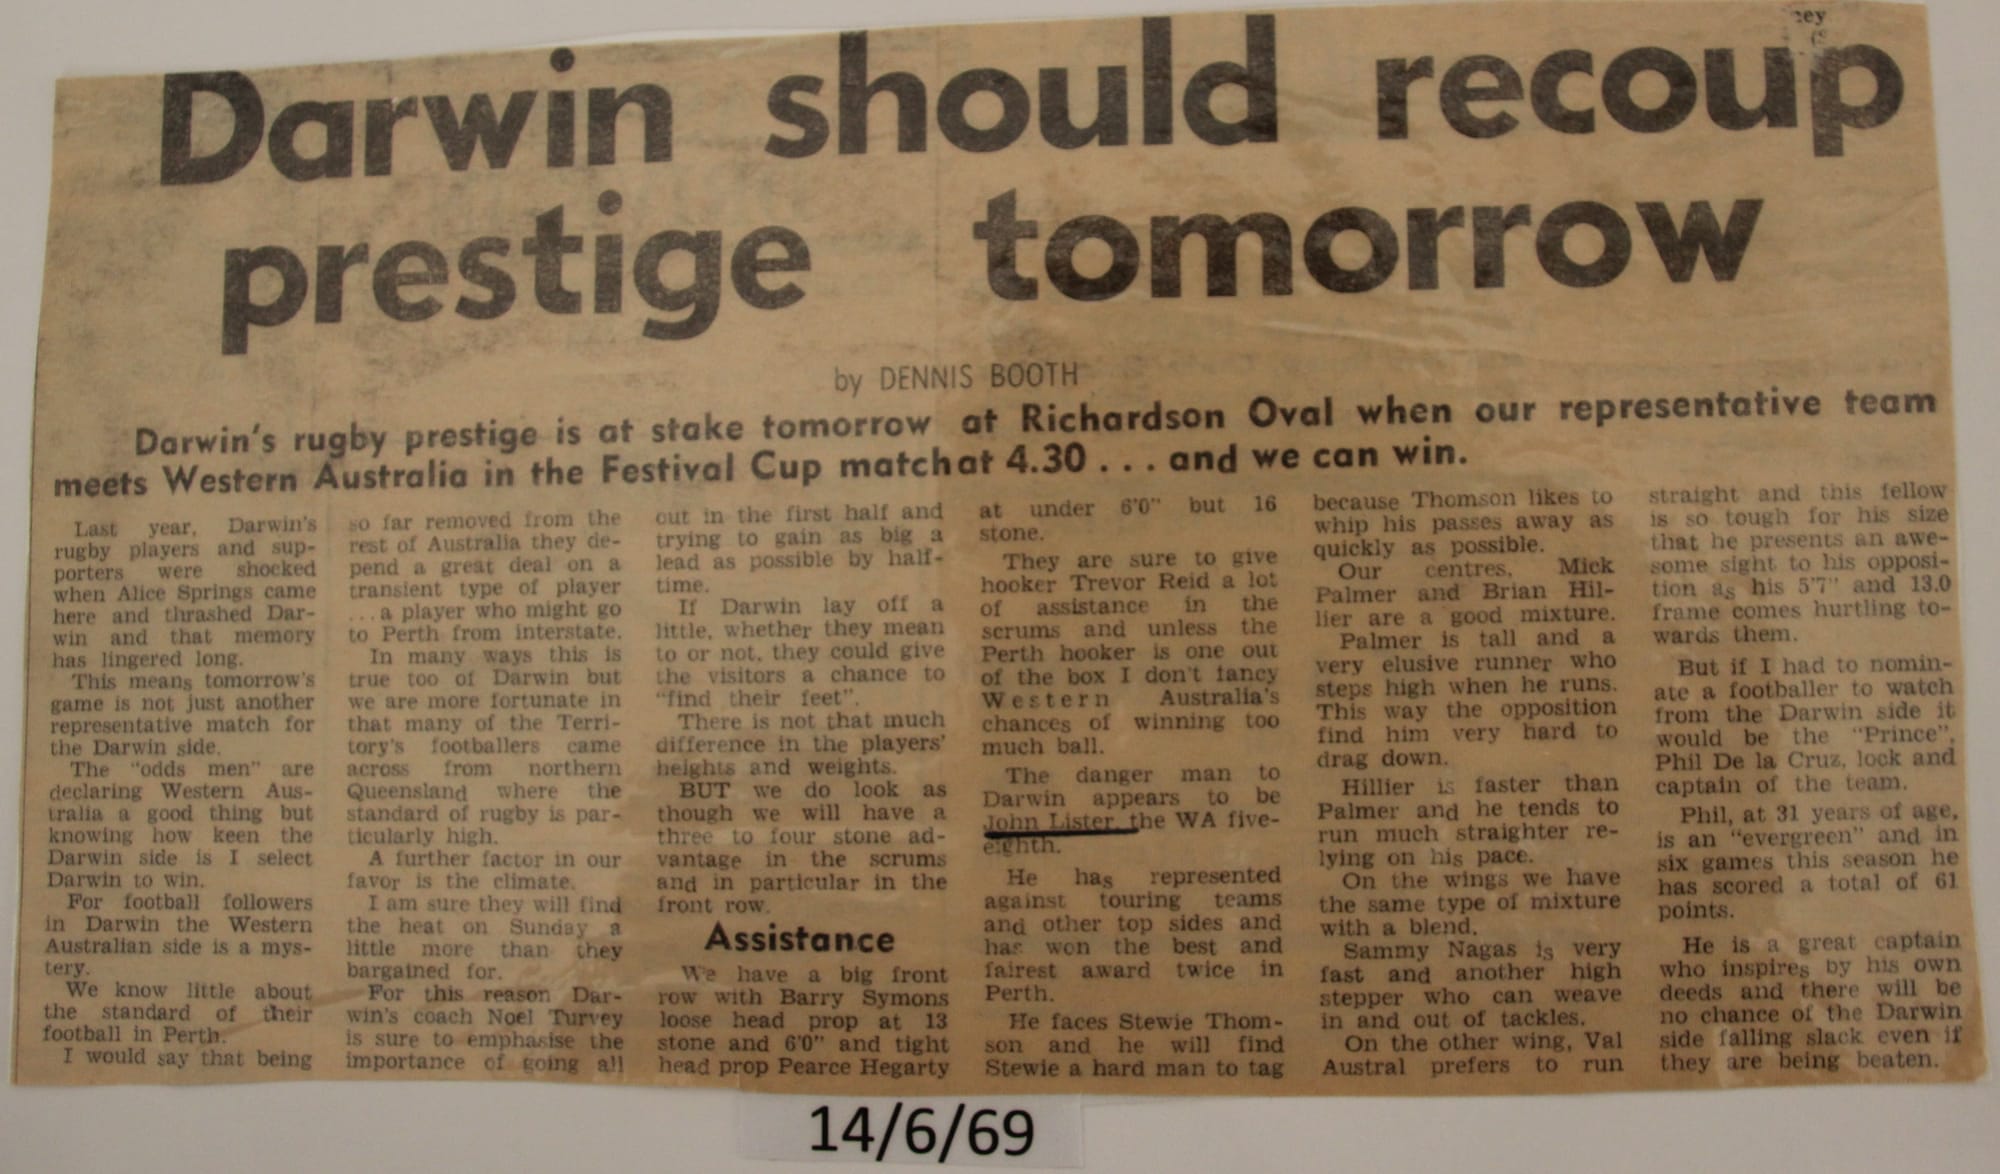 Darwin should recoup
prestige tomorrow
by DENNIS BOOTH
Darwin's rugby prestige is at stake tomorrow at Richardson Oval when our representative team
meets Western Australia in the Festival Cup match at 4.30 . . . and we can win.
Last year, Darwin's
rugby players and sup-
porters were shocked
when Alice Springs came
here and thrashed Dar-
win and that memory
has lingered long.
This means tomorrow's
game is not just another
representative match for
the Darwin side.
The "odds men" are
declaring Western Aus-
tralia a good thing but
knowing how keen the
Darwin side is I select
Darwin to win.
For football followers
in Darwin the Western
Australian side is a mys-
tery.
We know little about
the standard of their
football in Perth.
I would say that being
so far removed from the
rest of Australia they de-
pend a great deal on a
transient type of player
. . . a player who might go
to Perth from interstate.
In many ways this is
true too of Darwin but
we are more fortunate in
that many of the Terri-
tory's footballers came
across from northern
Queensland where the
standard of rugby is par-
ticularly high.
A further factor in our
favor is the climate.
I am sure they will find
the heat on Sunday a
little more than they
bargained for.
For this reason Dar-
win's coach Noel Turvey
is sure to emphasise the
importance of going all
out in the first half and
trying to gain as big a
lead as possible by half-
time.
If Darwin lay off a
little, whether they mean
to or not, they could give
the visitors a chance to
"find their feet".
There is not that much
difference in the players'
heights and weights.
BUT we do look as
though we will have a
three to four stone ad-
vantage in the scrums
and in particular in the
front row.
Assistance
We have a big front
row with Barry Symons
loose head prop at 13
stone and 6'0" and tight
head prop Pearce Hegarty
at under 6'0" but 16
stone.
They are sure to give
hooker Trevor Reid a lot
of assistance in the
scrums and unless the
Perth hooker is one out
of the box I don't fancy
Western Australia's
chances of winning too
much ball.
The danger man to
Darwin appears to be
John Lister, the WA five-
eighth.
He has represented
against touring teams
and other top sides and
has won the best and
fairest award twice in
Perth.
He faces Stewie Thom-
son and he will find
Stewie a hard man to tag
because Thomson likes to
whip his passes away as
quickly as possible.
Our centres, Mick
Palmer and Brian Hil-
lier are a good mixture.
Palmer is tall and a
very elusive runner who
steps high when he runs.
This way the opposition
find him very hard to
drag down.
Hillier is faster than
Palmer and he tends to
run much straighter re-
lying on his pace.
On the wings we have
the same type of mixture
with a blend.
Sammy Nagas is very
fast and another high
stepper who can weave
in and out of tackles.
On the other wing, Val
Austral prefers to run
straight and this fellow
is so tough for his size
that he presents an awe-
some sight to his opposi-
tion as his 5'7" and 13.0
frame comes hurtling to-
wards them.
But if I had to nomin-
ate a footballer to watch
from the Darwin side it
would be the "Prince",
Phil De la Cruz, lock and
captain of the team.
Phil, at 31 years of age,
is an "evergreen" and in
six games this season he
has scored a total of 61
points.
He is a great captain
who inspires by his own
deeds and there will be
no chance of the Darwin
side falling slack even if
they are being beaten.
14/6/69